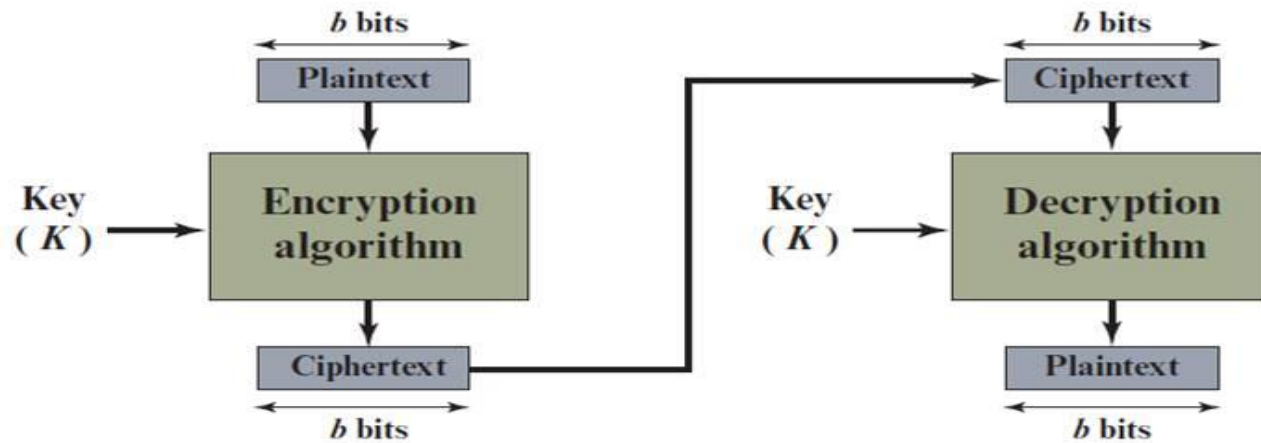 b bits
Plaintext
Key
( K )
Encryption
algorithm
Ciphertext
b bits
b bits
Ciphertext
Key
( K )
Decryption
algorithm
Plaintext
b bits